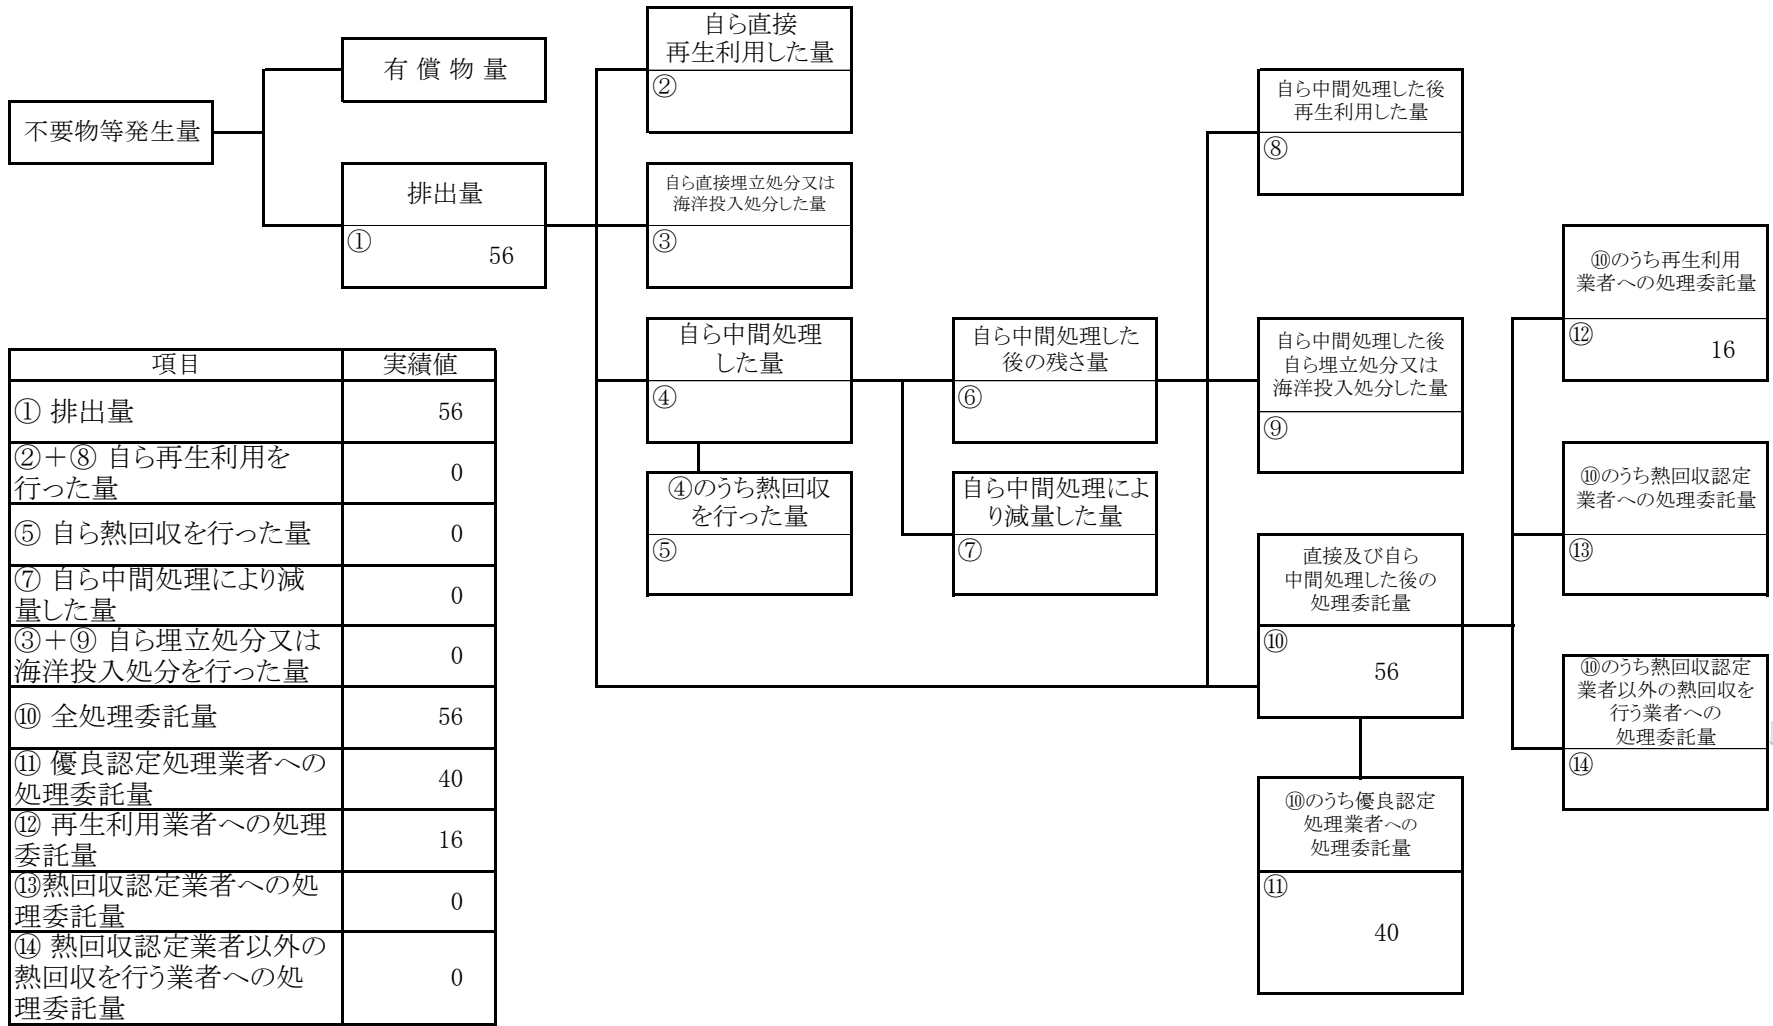 自ら直接
再生利用した量
②
有 償 物 量
不要物等発生量
排出量
①
56
自ら直接埋立処分又は
海洋投入処分した量
③
自ら中間処理した後
再生利用した量
⑧
自ら中間処理
した量
④
自ら中間処理した
後の残さ量
⑥
自ら中間処理した後
自ら埋立処分又は
海洋投入処分した量
⑨
⑩のうち再生利用
業者への処理委託量
⑫
16
④のうち熱回収
を行った量
⑤
自ら中間処理によ
り減量した量
⑦
⑩のうち熱回収認定
業者への処理委託量
⑬
直接及び自ら
中間処理した後の
処理委託量
⑩
56
⑩のうち熱回収認定
業者以外の熱回収を
行う業者への
処理委託量
⑭
⑩のうち優良認定
処理業者への
処理委託量
⑪
40
項目 実績値
① 排出量 56
②＋⑧ 自ら再生利用を
行った量 0
⑤ 自ら熱回収を行った量 0
⑦ 自ら中間処理により減
量した量 0
③＋⑨ 自ら埋立処分又は
海洋投入処分を行った量 0
⑩ 全処理委託量 56
⑪ 優良認定処理業者への
処理委託量 40
⑫ 再生利用業者への処理
委託量 16
⑬熱回収認定業者への処
理委託量 0
⑭ 熱回収認定業者以外の
熱回収を行う業者への処
理委託量 0